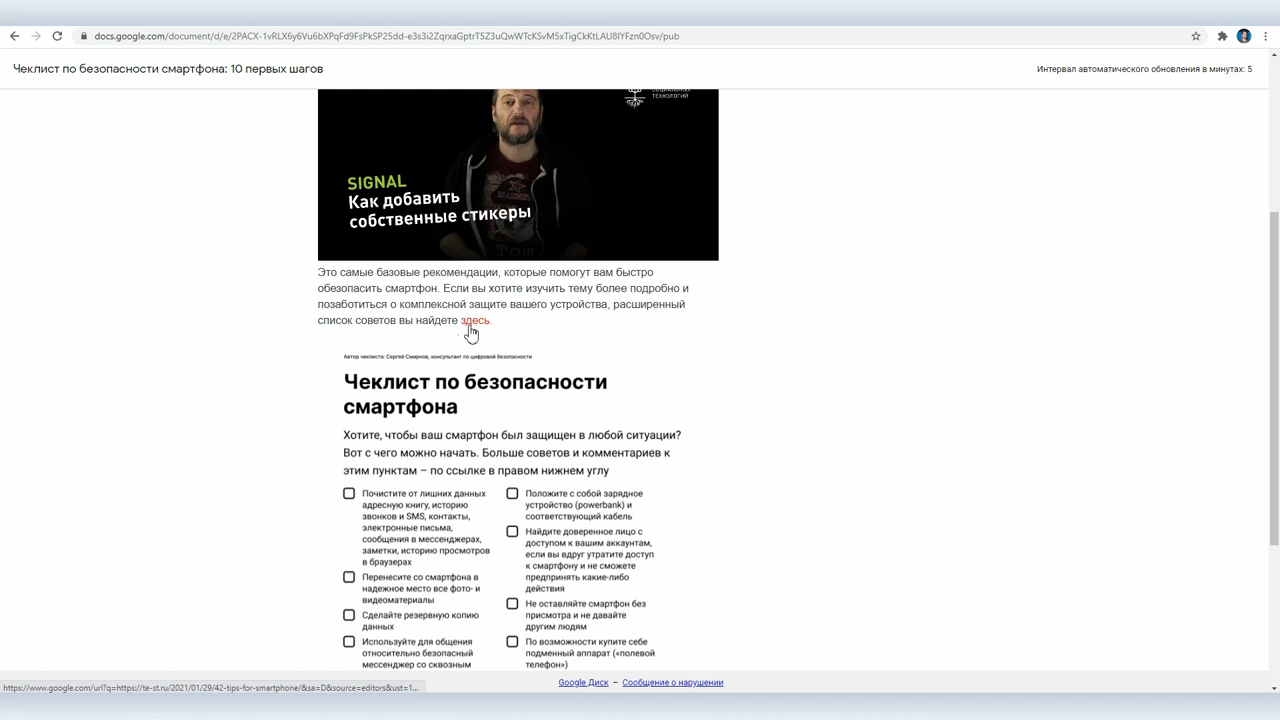 docs.google.com/document/d/e/2PACX-1vRLX6y6Vu6bXPqFd9FsPkSP25dd-e3s3i2ZqrxaGptrT5Z3uQwWTcKSvM5xTigCkKtLAU8IYFzn0Osv/pub
Чеклист по безопасности смартфона: 10 первых шагов
Интервал автоматического обновления в минутах: 5
ТЕХНОЛОГИЙ
SIGNAL
Как добавить
собственные стикеры
Это самые базовые рекомендации, которые помогут вам быстро
обезопасить смартфон. Если вы хотите изучить тему более подробно и
позаботиться о комплексной защите вашего устройства, расширенный
список советов вы найдете здесь.
Автор чеклиста: Сергей Смирнов, консультант по цифровой безопасности
Чеклист по безопасности
смартфона
Хотите, чтобы ваш смартфон был защищен в любой ситуации?
Вот с чего можно начать. Больше советов и комментариев к
этим пунктам – по ссылке в правом нижнем углу
Почистите от лишних данных
адресную книгу, историю
звонков и SMS, контакты,
электронные письма,
сообщения в мессенджерах,
заметки, историю просмотров
в браузерах
Перенесите со смартфона в
надежное место все фото- и
видеоматериалы
Сделайте резервную копию
данных
Используйте для общения
относительно безопасный
мессенджер со сквозным
Положите с собой зарядное
устройство (powerbank) и
соответствующий кабель
Найдите доверенное лицо с
доступом к вашим аккаунтам,
если вы вдруг утратите доступ
к смартфону и не сможете
предпринять какие-либо
действия
Не оставляйте смартфон без
присмотра и не давайте
другим людям
По возможности купите себе
подменный аппарат («полевой
телефон»)
Google Диск – Сообщение о нарушении
https://www.google.com/url?q=https://te-st.ru/2021/01/29/42-tips-for-smartphone/&sa=D&source=editors&ust=1...